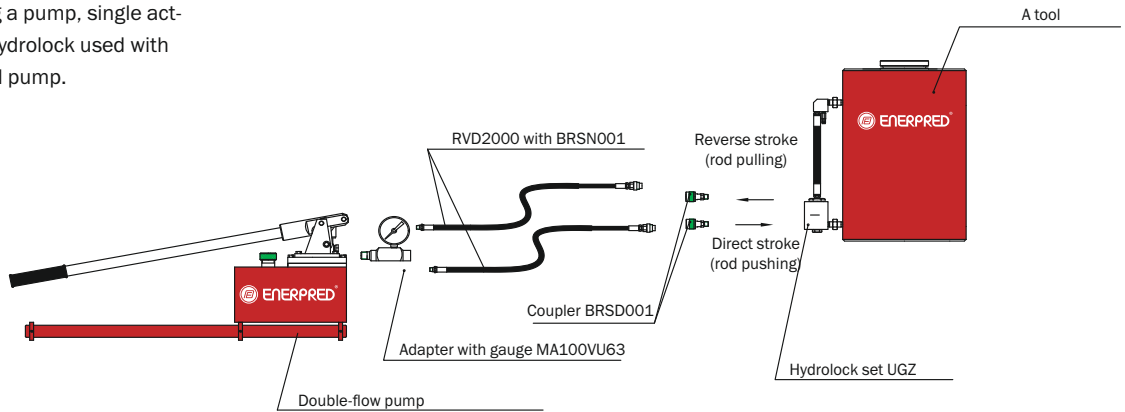 a pump, single act-
used with
pump.
A tool
ENERPRED®
RVD2000 with BRSN001
Reverse stroke
(rod pulling)
Direct stroke
(rod pushing)
ENERPRED®
Coupler BRSD001
Adapter with gauge MA100VU63
Hydrolock set UGZ
Double-flow pump